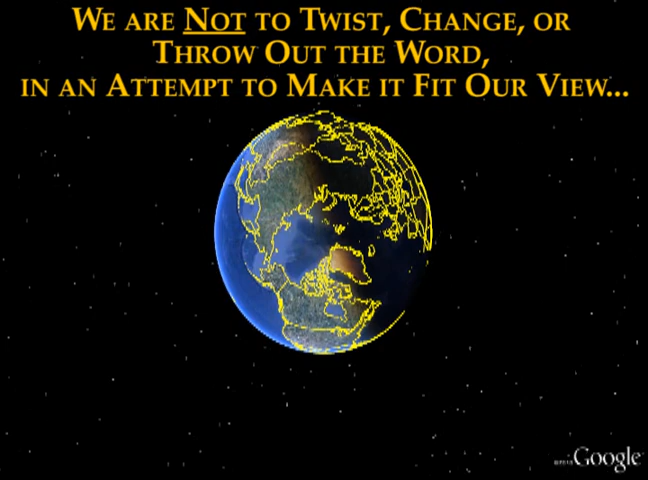 We are Not to Twist, Change, or
Throw Out the Word,
in an Attempt to Make it Fit Our View...
Google